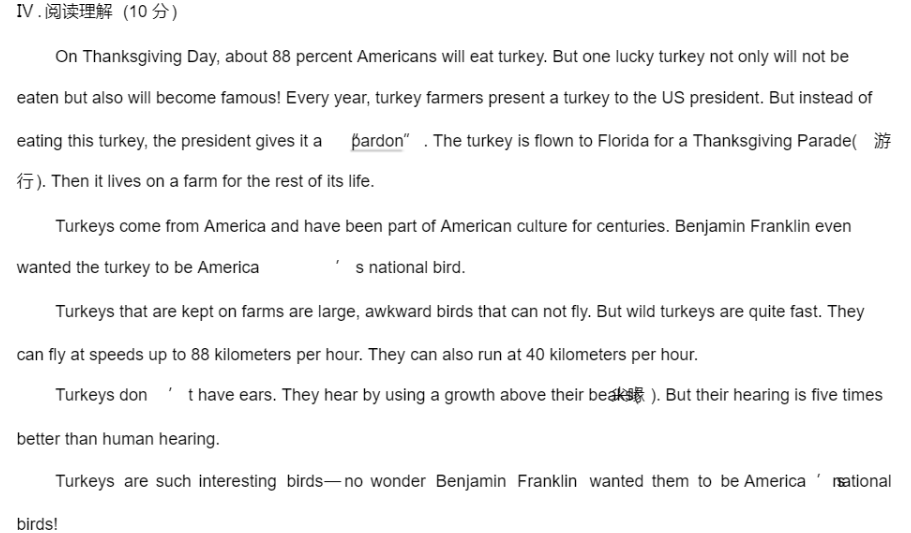 Ⅳ.阅读理解 (10 分)
On Thanksgiving Day, about 88 percent Americans will eat turkey. But one lucky turkey not only will not be
eaten but also will become famous! Every year, turkey farmers present a turkey to the US president. But instead of
eating this turkey, the president gives it a "pardon" . The turkey is flown to Florida for a Thanksgiving Parade( 游
行). Then it lives on a farm for the rest of its life.
Turkeys come from America and have been part of American culture for centuries. Benjamin Franklin even
wanted the turkey to be America ′ s national bird.
Turkeys that are kept on farms are large, awkward birds that can not fly. But wild turkeys are quite fast. They
can fly at speeds up to 88 kilometers per hour. They can also run at 40 kilometers per hour.
Turkeys don ′ t have ears. They hear by using a growth above their beaks( ). But their hearing is five times
better than human hearing.
Turkeys are such interesting birds—no wonder Benjamin Franklin wanted them to be America ′ s national
birds!